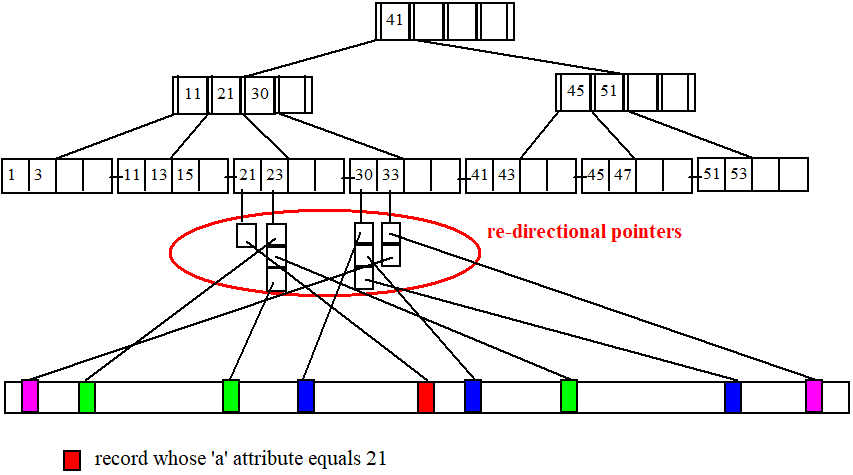 41
11 21 30
45 51
1 3 11 13 15 21 23 30 33 41 43 45 47 51 53
re-directional pointers
record whose 'a' attribute equals 21